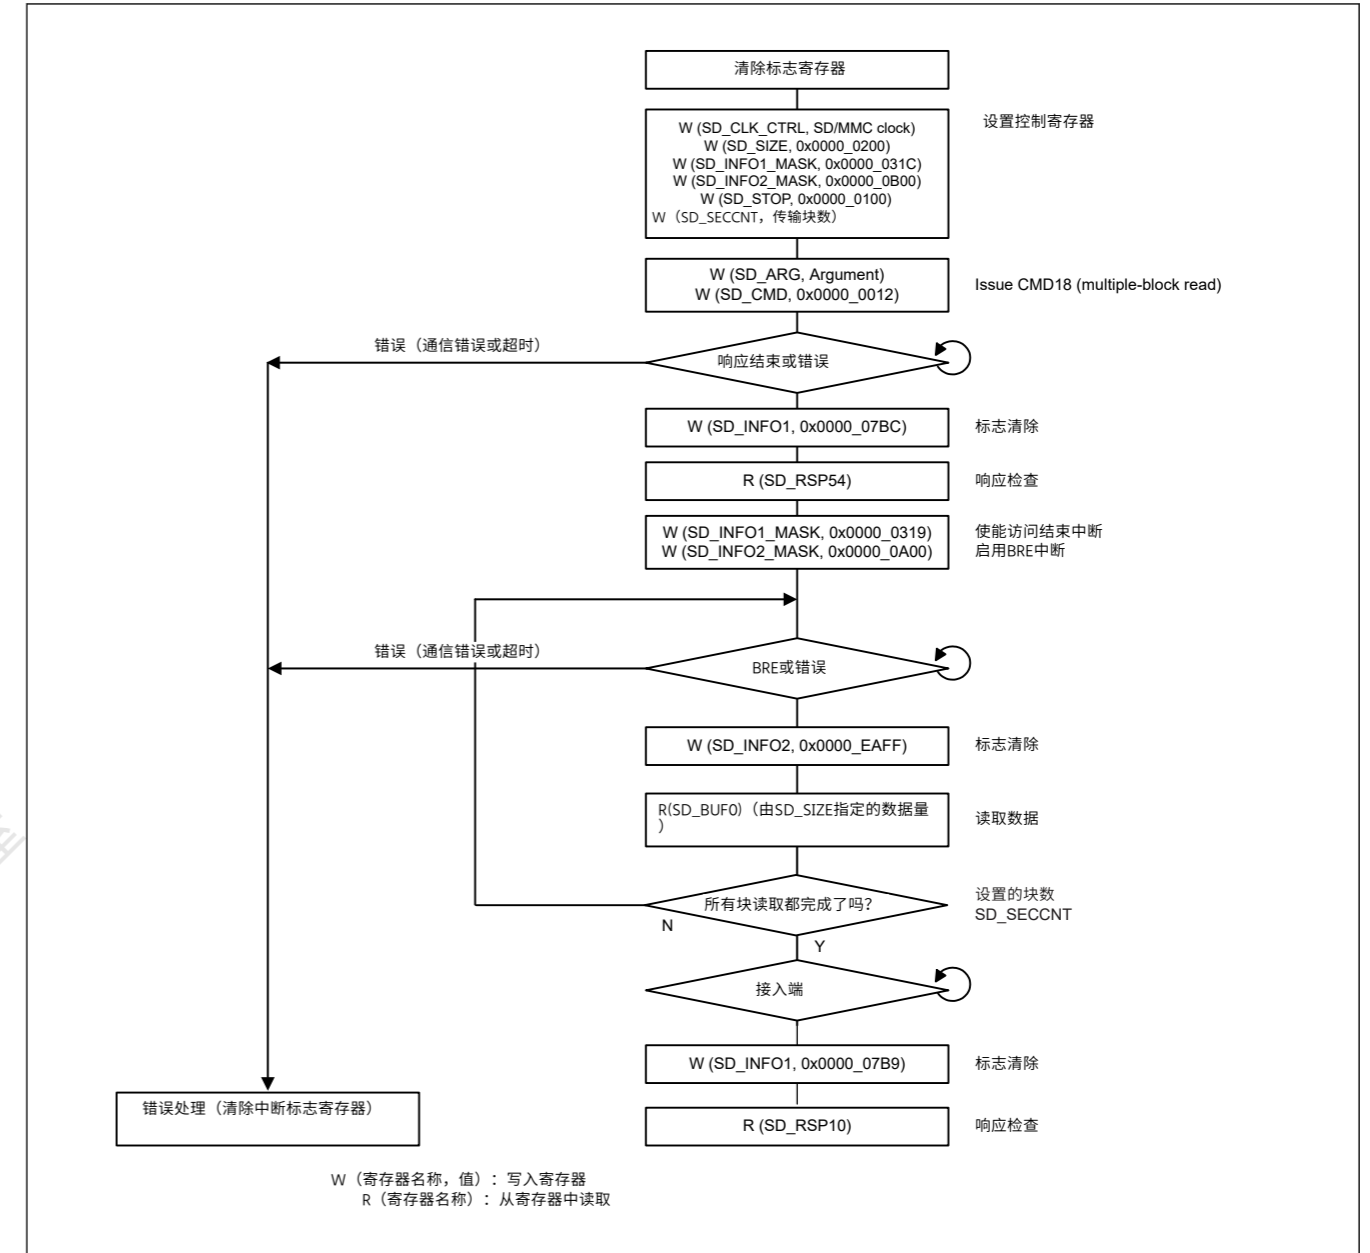 清除标志寄存器
设置控制寄存器
W (SD_CLK_CTRL, SD/MMC clock)
W (SD_SIZE, 0x0000_0200)
W (SD_INFO1_MASK, 0x0000_031C)
W (SD_INFO2_MASK, 0x0000_0B00)
W (SD_STOP, 0x0000_0100)
W（SD_SECCNT，传输块数）
W (SD_ARG, Argument)
W (SD_CMD, 0x0000_0012)
Issue CMD18 (multiple-block read)
错误（通信错误或超时）
响应结束或错误
W (SD_INFO1, 0x0000_07BC)
标志清除
R (SD_RSP54)
响应检查
W (SD_INFO1_MASK, 0x0000_0319)
W (SD_INFO2_MASK, 0x0000_0A00)
使能访问结束中断
启用BRE中断
错误（通信错误或超时）
BRE或错误
W (SD_INFO2, 0x0000_EAFF)
标志清除
R(SD_BUF0)（由SD_SIZE指定的数据量
）
读取数据
所有块读取都完成了吗？
设置的块数
SD_SECCNT
N
Y
接入端
W (SD_INFO1, 0x0000_07B9)
标志清除
错误处理（清除中断标志寄存器）
R (SD_RSP10)
响应检查
W（寄存器名称，值）：写入寄存器
R（寄存器名称）：从寄存器中读取